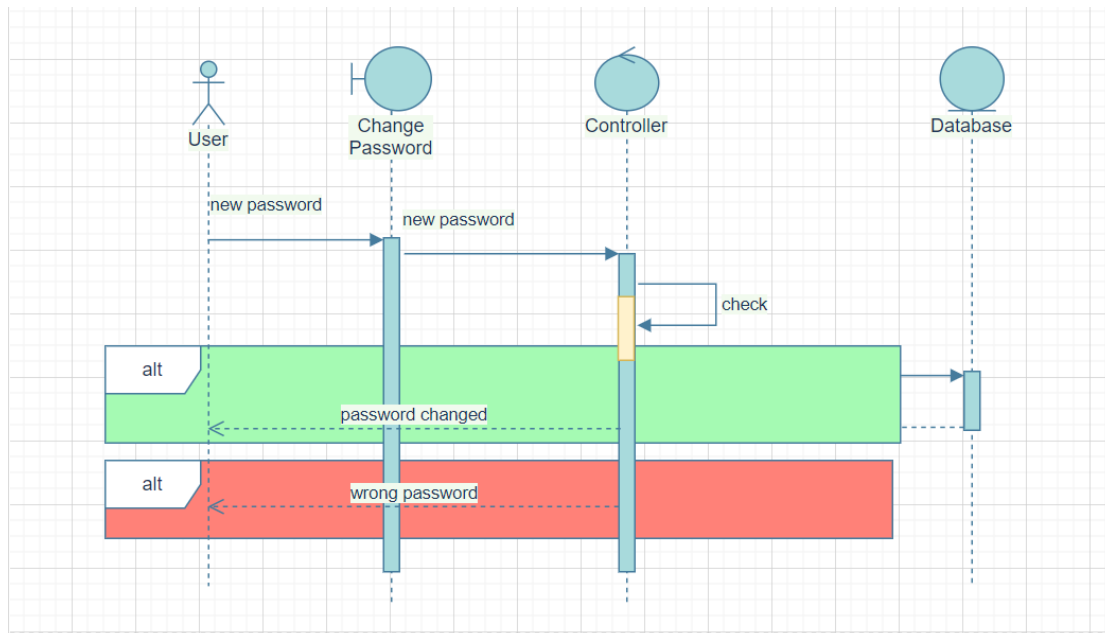 User
Change
Password
Controller
Database
new password
new password
check
alt
password changed
alt
wrong password